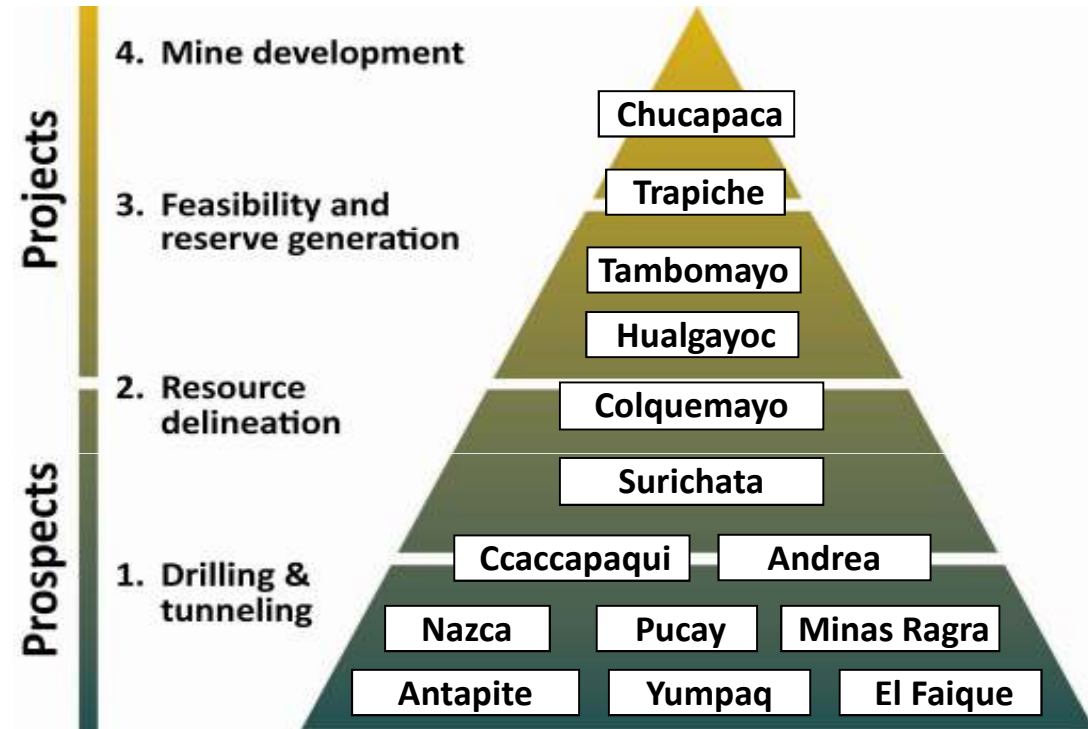 Projects
Prospects
4. Mine development
3. Feasibility and
reserve generation
2. Resource
delineation
1. Drilling &
tunneling
Chucapaca
Trapiche
Tambomayo
Hualgayoc
Colquemayo
Surichata
Ccaccapaqui
Andrea
Nazca
Pucay
Minas Ragra
Antapite
Yumpaq
El Faique